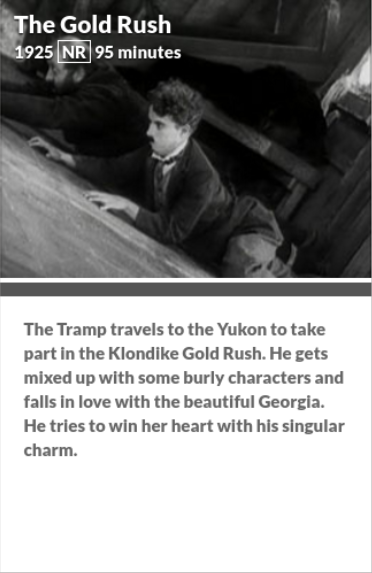 The Gold Rush
1925 NR 95 minutes
The Tramp travels to the Yukon to take
part in the Klondike Gold Rush. He gets
mixed up with some burly characters and
falls in love with the beautiful Georgia.
He tries to win her heart with his singular
charm.